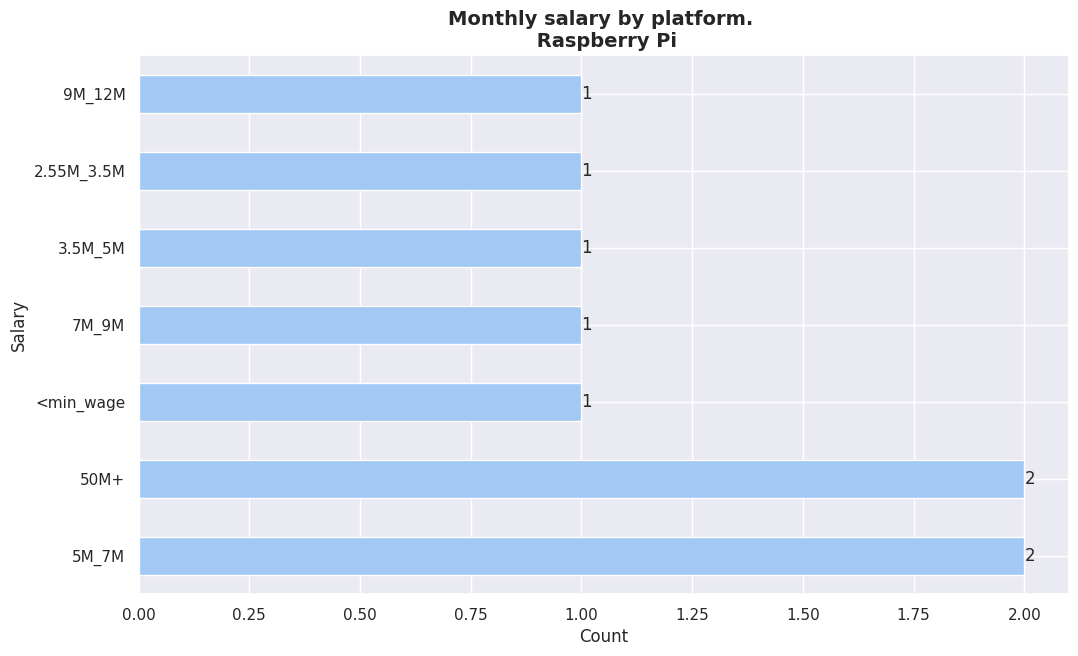 Monthly salary by platform.
Raspberry Pi
9M_12M
1
2.55M_3.5M
1
3.5M_5M
1
7M_9M
1
<min_wage
1
50M+
2
5M_7M
2
Salary
0.00 0.25 0.50 0.75 1.00 1.25 1.50 1.75 2.00
Count